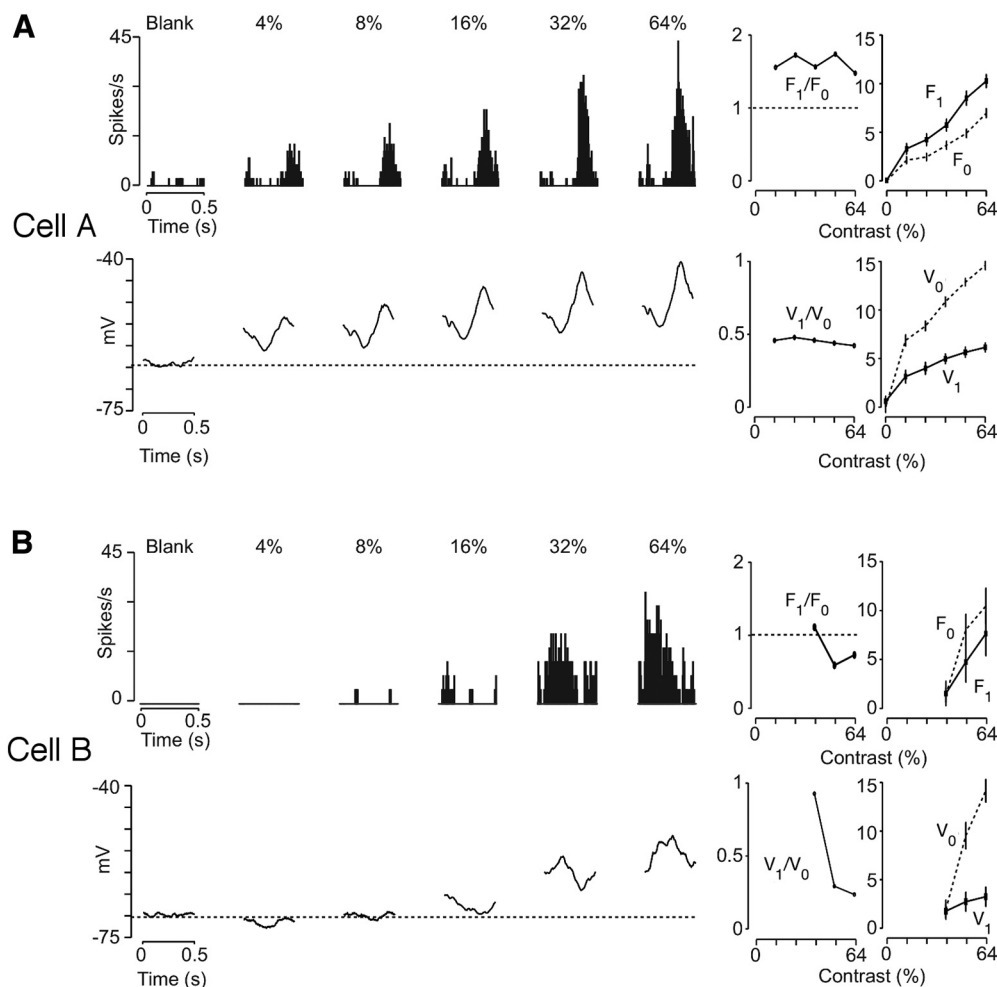 A
Blank 4% 8% 16% 32% 64%
45
Spikes/s
0
0 0.5
Time (s)
2
F1/F0
1
0
0 64
15
F1
10
5
F0
0
0 64
Contrast (%)
Cell A
-40
mV
-75
0 0.5
Time (s)
1
V1/V0
0.5
0
0 64
15
V0
10
5
V1
0
0 64
Contrast (%)
B
Blank 4% 8% 16% 32% 64%
45
Spikes/s
0
0 0.5
Time (s)
2
F1/F0
1
0
0 64
15
10
F0
5
F1
0
0 64
Contrast (%)
Cell B
-40
mV
-75
0 0.5
Time (s)
1
0.5
V1/V0
0
0 64
15
10
V0
5
V1
0
0 64
Contrast (%)